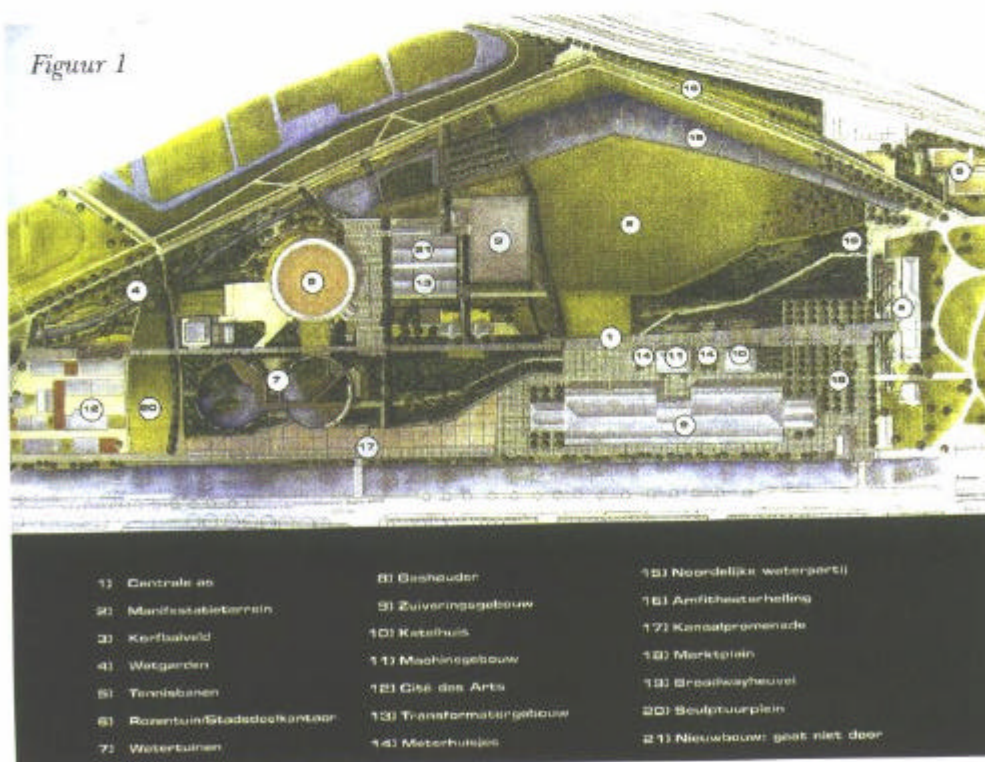 Figuur 1
1) Centrale as
2) Manifestatieterrein
3) Korfbalveld
4) Wetgarden
5) Tennisbanen
6) Rozentuin/Stadsdeelkantoor
7) Watertuinen
8) Gashouder
9) Zuiveringsgebouw
10) Ketelhuis
11) Machinegebouw
12) Cité des Arts
13) Transformatorgebouw
14) Meterhuisjes
15) Noordelijke waterpartij
16) Amfitheaterhelling
17) Kanaalpromenade
18) Marktplein
19) Broadwayheuvel
20) Sculptuurplein
21) Nieuwbouw: gaat niet door